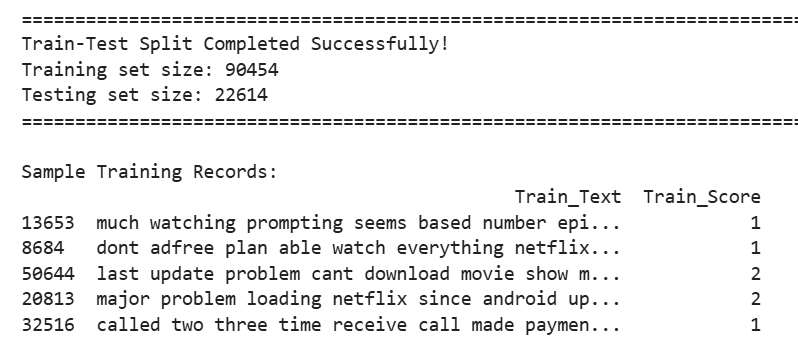 ================================================================================
Train-Test Split Completed Successfully!
Training set size: 90454
Testing set size: 22614
================================================================================
Sample Training Records:
Train_Text  Train_Score
13653  much watching prompting seems based number epi...            1
8684   dont adfree plan able watch everything netflix...            1
50644  last update problem cant download movie show m...            2
20813  major problem loading netflix since android up...            2
32516  called two three time receive call made paymen...            1